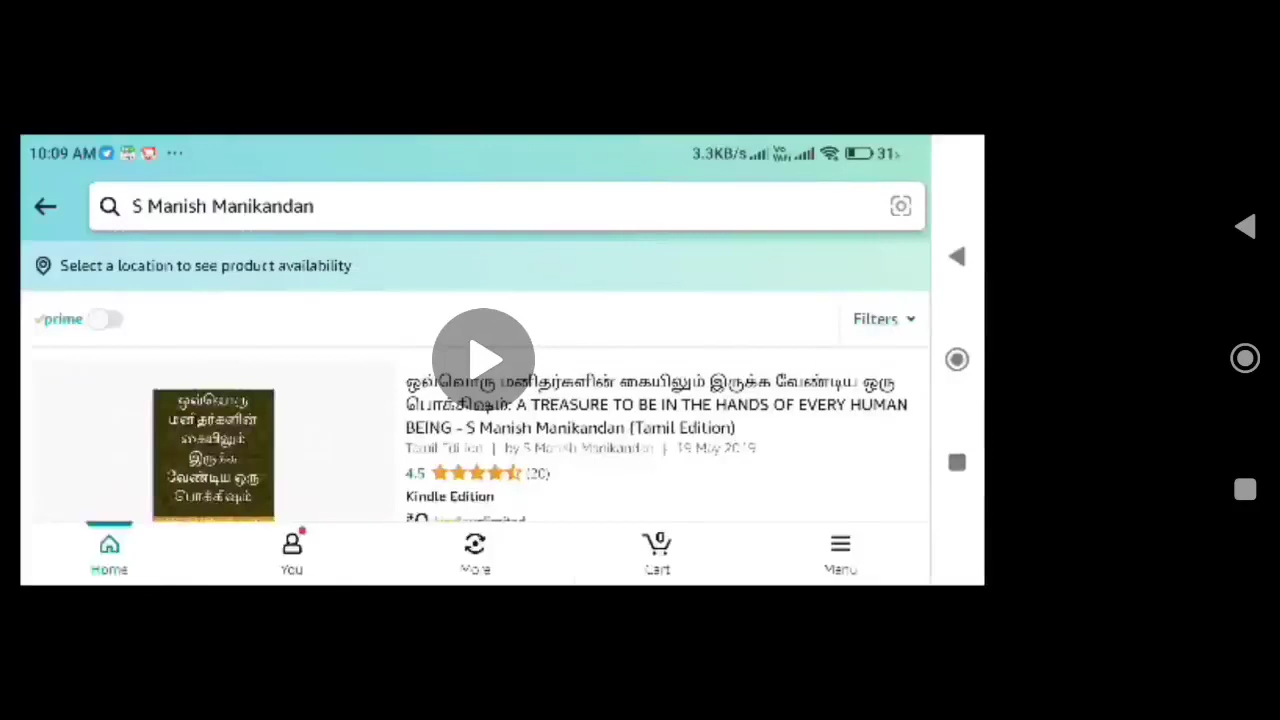 10:09 AM
3.3KB/s 31
S Manish Manikandan
Select a location to see product availability
prime
Filters
ஒவ்வொரு மனிதர்களின் கையிலும் இருக்க வேண்டிய ஒரு
பொக்கிஷம்: A TREASURE TO BE IN THE HANDS OF EVERY HUMAN
BEING - S Manish Manikandan (Tamil Edition)
Tamil Edition | by S Manish Manikandan | 19 May 2019
4.5 (20)
Kindle Edition
₹0
ஒவ்வொரு
மனிதர்களின்
கையிலும்
இருக்க
வேண்டிய ஒரு
பொக்கிஷம்
Home
You
More
0
Cart
Menu